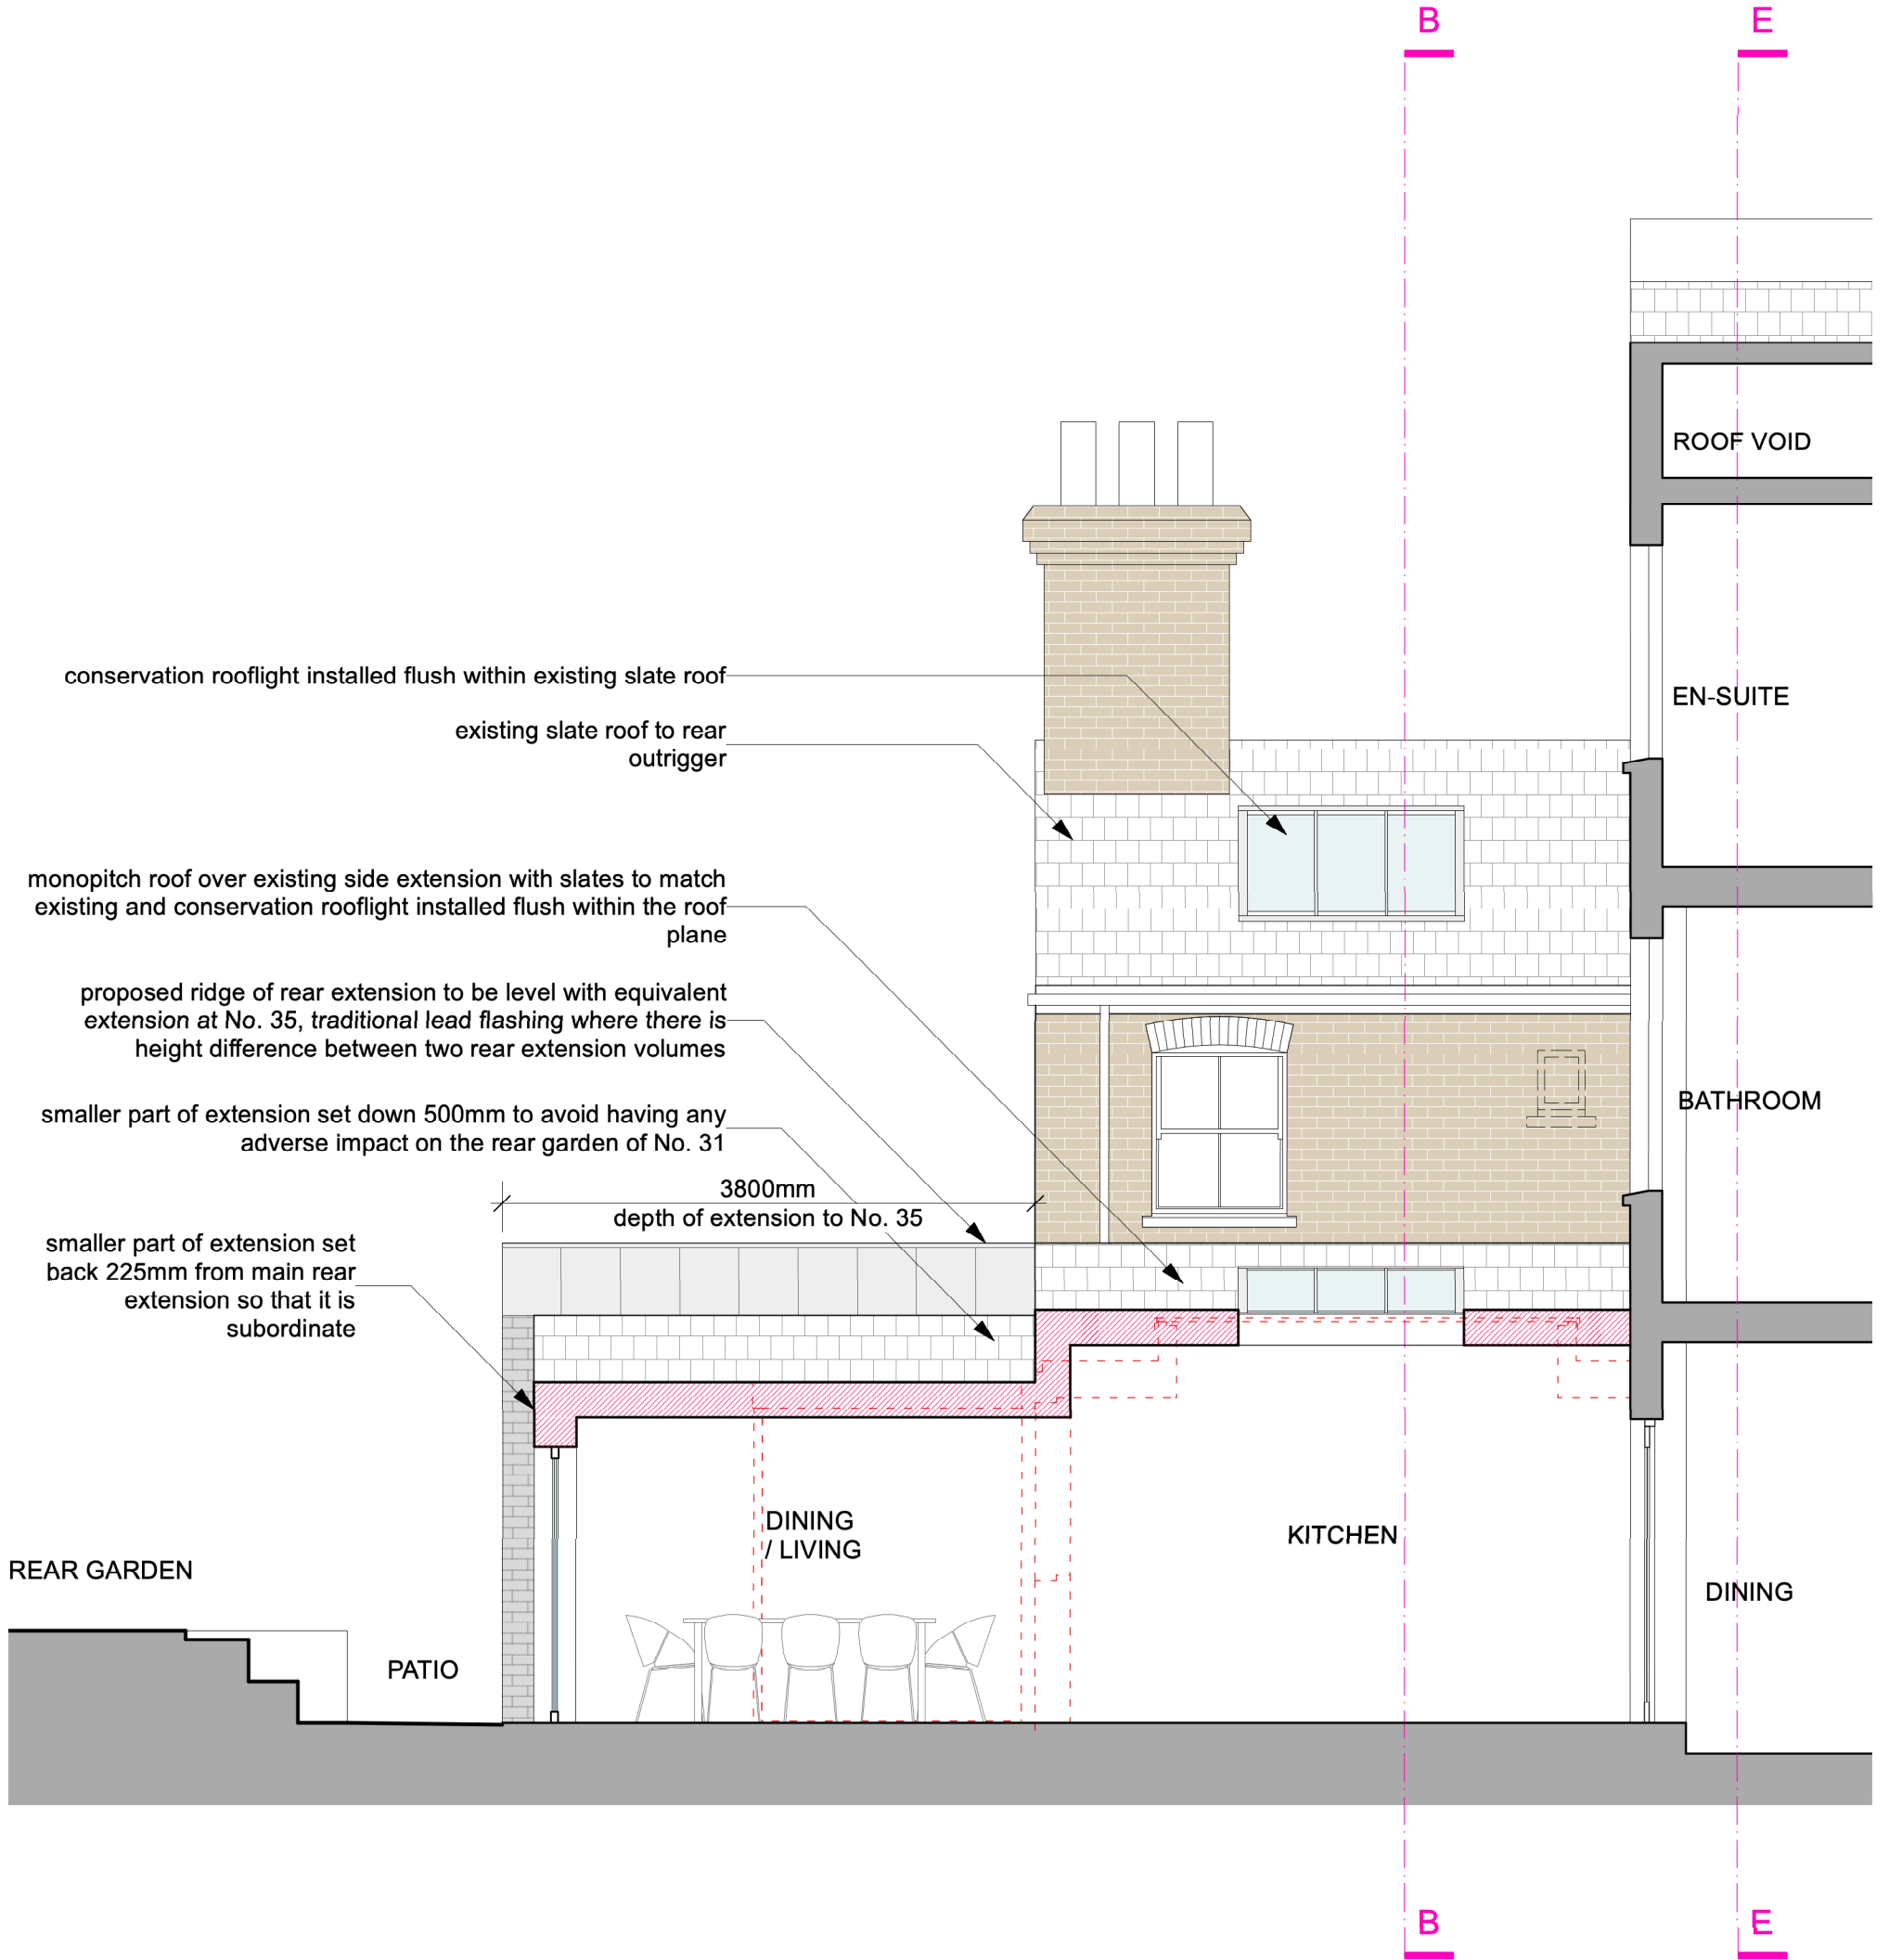 B
E
ROOF VOID
conservation rooflight installed flush within existing slate roof
EN-SUITE
existing slate roof to rear
outrigger
monopitch roof over existing side extension with slates to match
existing and conservation rooflight installed flush within the roof
plane
proposed ridge of rear extension to be level with equivalent
extension at No. 35, traditional lead flashing where there is
height difference between two rear extension volumes
BATHROOM
smaller part of extension set down 500mm to avoid having any
adverse impact on the rear garden of No. 31
3800mm
depth of extension to No. 35
smaller part of extension set
back 225mm from main rear
extension so that it is
subordinate
DINING
/ LIVING
KITCHEN
REAR GARDEN
DINING
PATIO
B
E